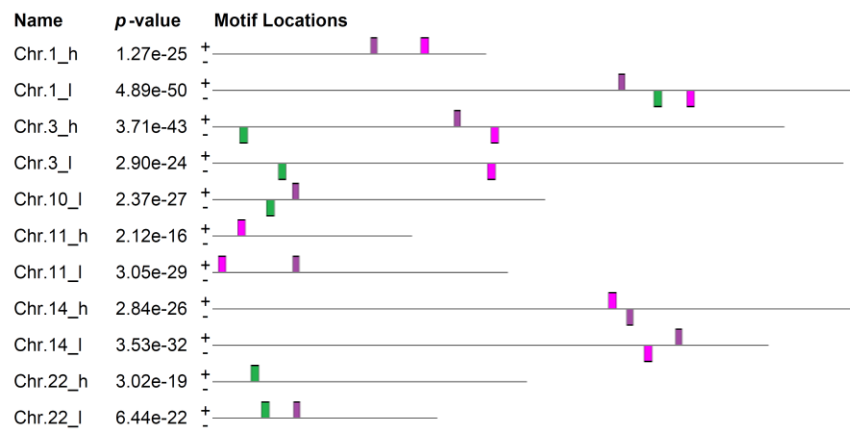 Name p-value Motif Locations
Chr.1_h 1.27e-25 + -
Chr.1_l 4.89e-50 + -
Chr.3_h 3.71e-43 + -
Chr.3_l 2.90e-24 + -
Chr.10_l 2.37e-27 + -
Chr.11_h 2.12e-16 + -
Chr.11_l 3.05e-29 + -
Chr.14_h 2.84e-26 + -
Chr.14_l 3.53e-32 + -
Chr.22_h 3.02e-19 + -
Chr.22_l 6.44e-22 + -